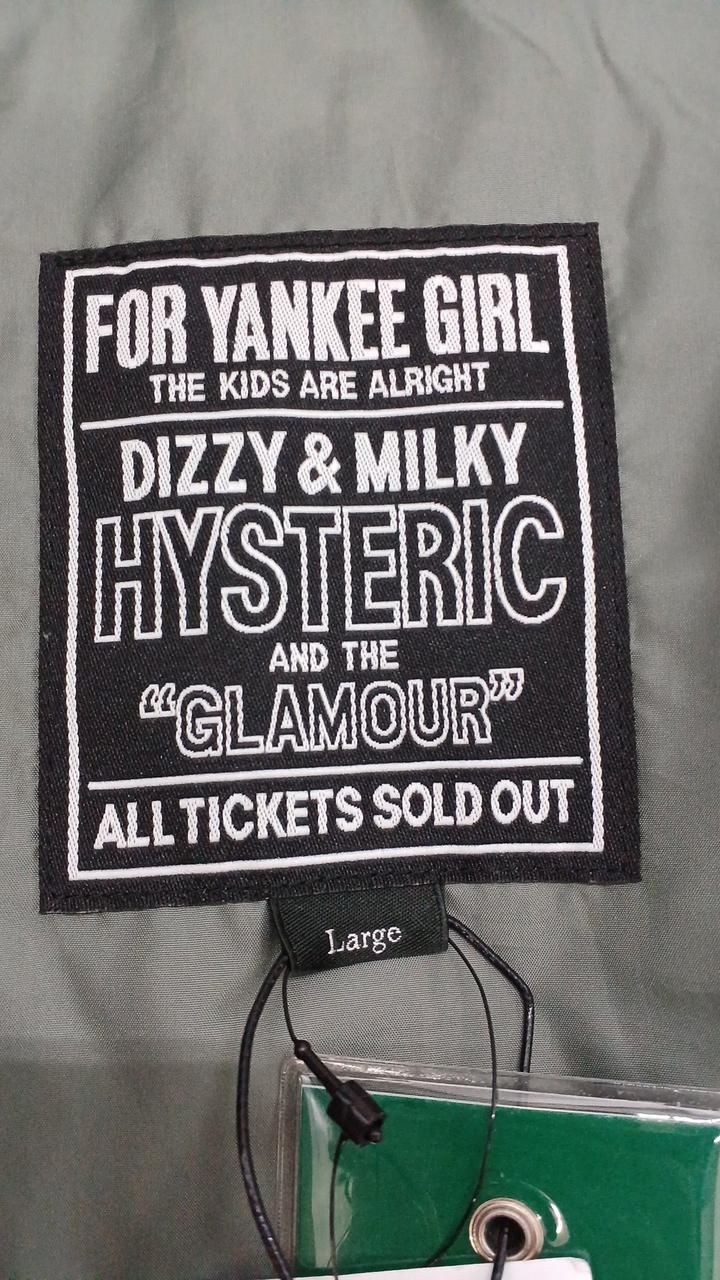 FOR YANKEE GIRL
THE KIDS ARE ALRIGHT
DIZZY & MILKY
HYSTERIC
AND THE
“GLAMOUR”
ALL TICKETS SOLD OUT
Large